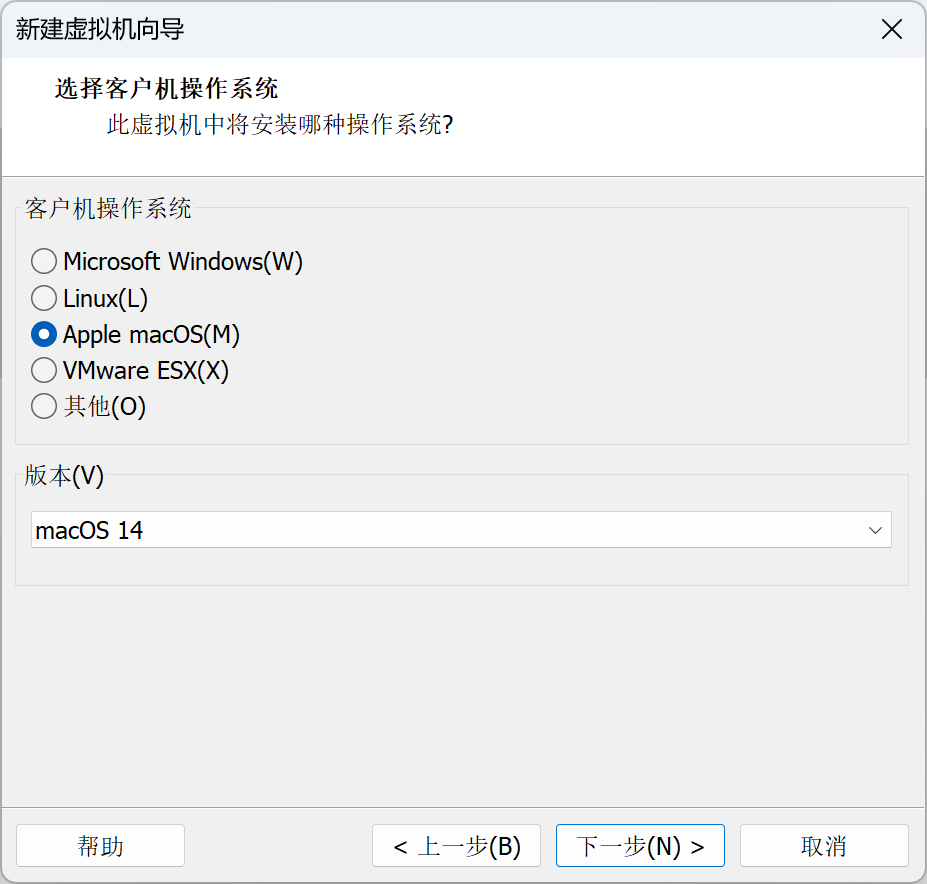 新建虚拟机向导
选择客户机操作系统
此虚拟机中将安装哪种操作系统?
客户机操作系统
Microsoft Windows(W)
Linux(L)
Apple macOS(M)
VMware ESX(X)
其他(O)
版本(V)
macOS 14
帮助
< 上一步(B)
下一步(N) >
取消